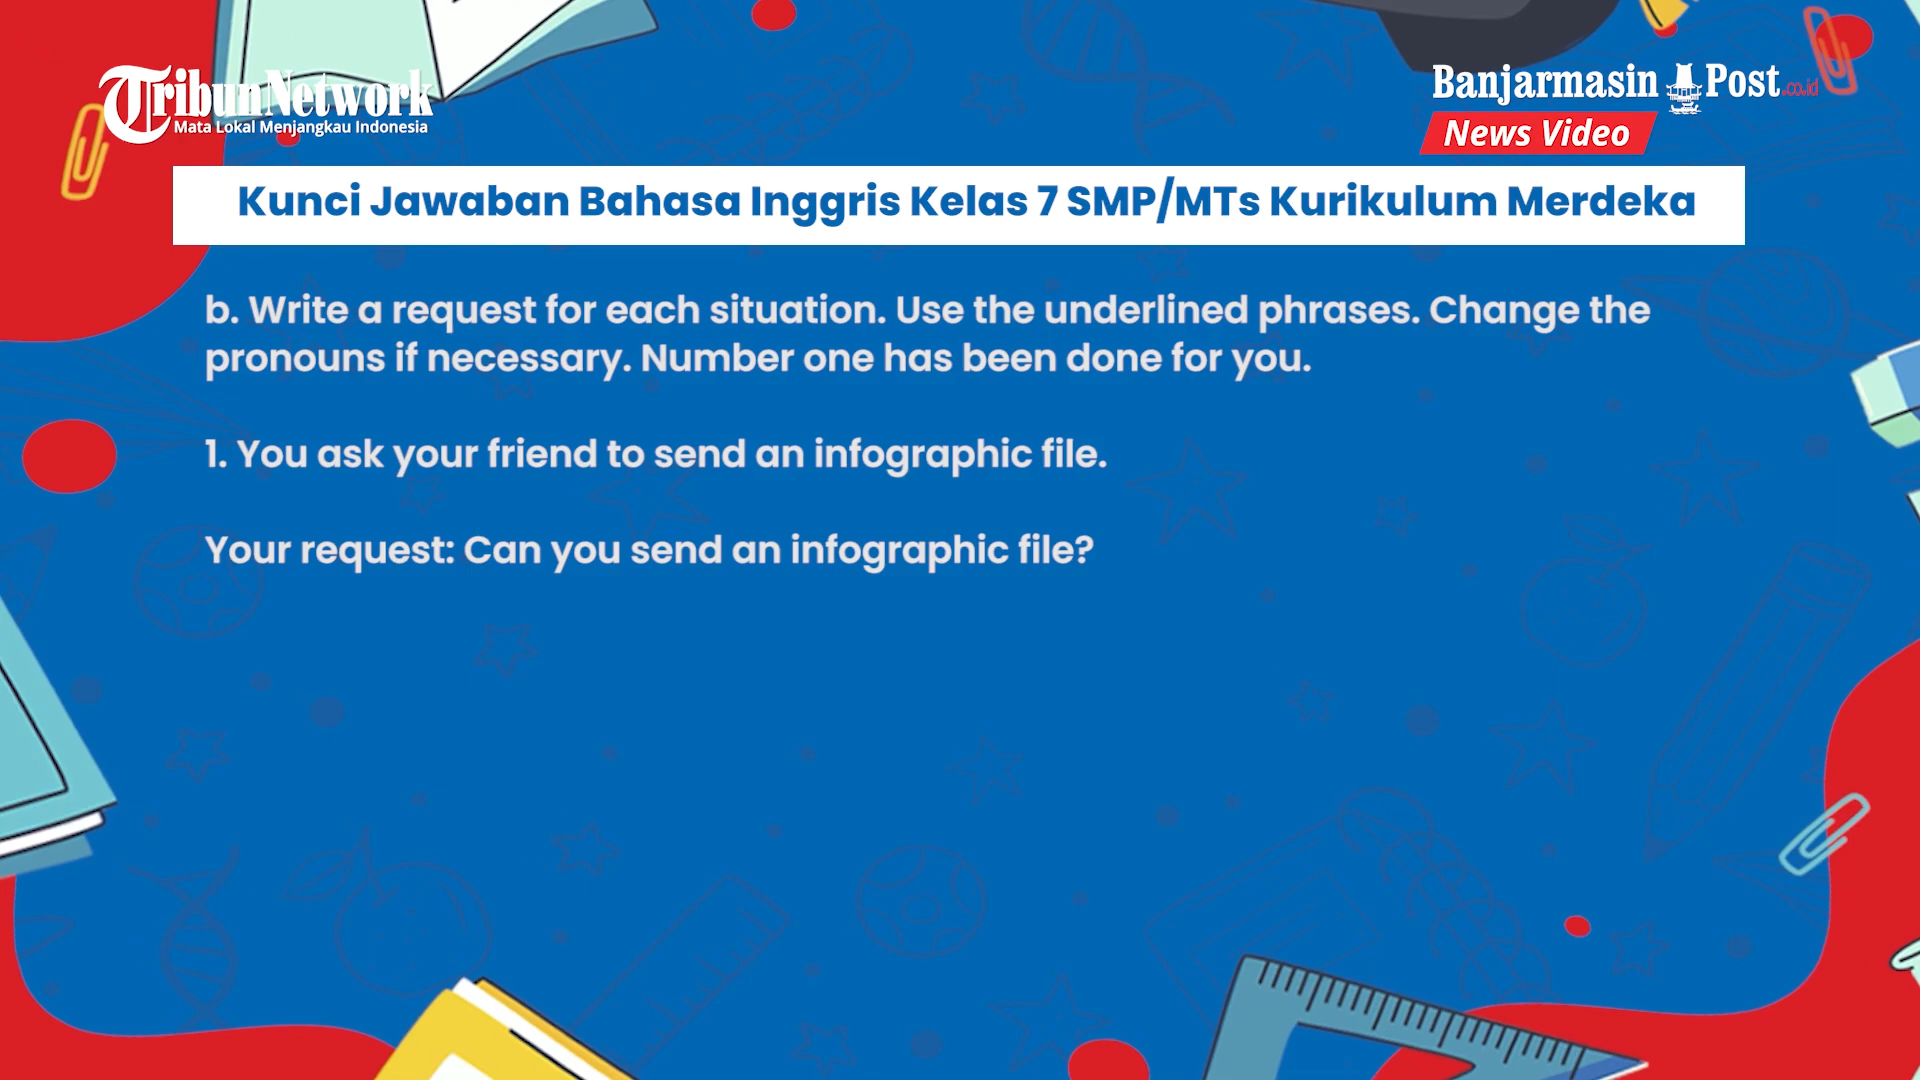 TribunNetwork
Mata Lokal Menjangkau Indonesia
Banjarmasin Post.co.id
News Video
Kunci Jawaban Bahasa Inggris Kelas 7 SMP/MTs Kurikulum Merdeka
b. Write a request for each situation. Use the underlined phrases. Change the
pronouns if necessary. Number one has been done for you.
1. You ask your friend to send an infographic file.
Your request: Can you send an infographic file?